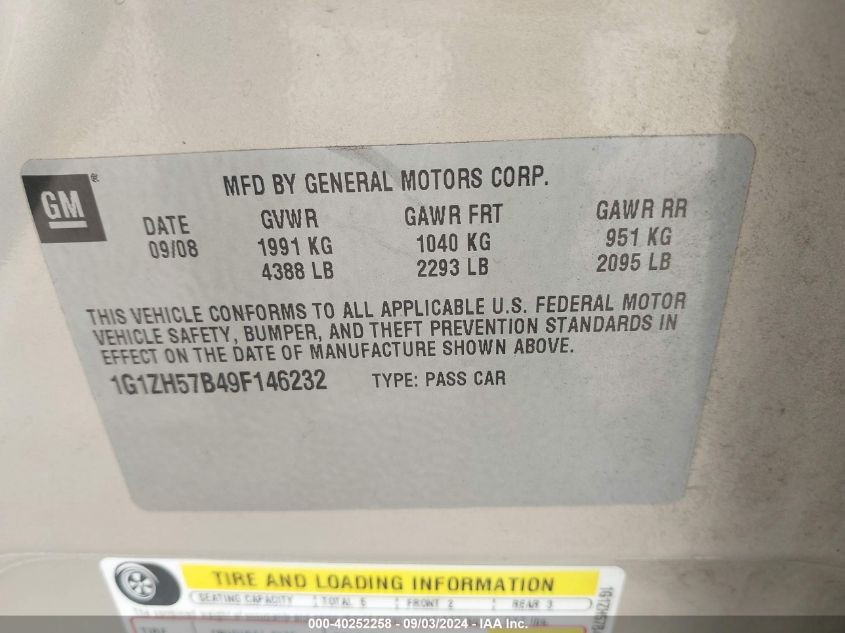 GM ®
MFD BY GENERAL MOTORS CORP.
DATE GVWR GAWR FRT GAWR RR
09/08 1991 KG 1040 KG 951 KG
4388 LB 2293 LB 2095 LB
THIS VEHICLE CONFORMS TO ALL APPLICABLE U.S. FEDERAL MOTOR
VEHICLE SAFETY, BUMPER, AND THEFT PREVENTION STANDARDS IN
EFFECT ON THE DATE OF MANUFACTURE SHOWN ABOVE.
1G1ZH57B49F146232 TYPE: PASS CAR
TIRE AND LOADING INFORMATION
SEATING CAPACITY TOTAL 5 FRONT 2 REAR 3
1G1ZH57B
000-40252258 - 09/03/2024 - IAA Inc.